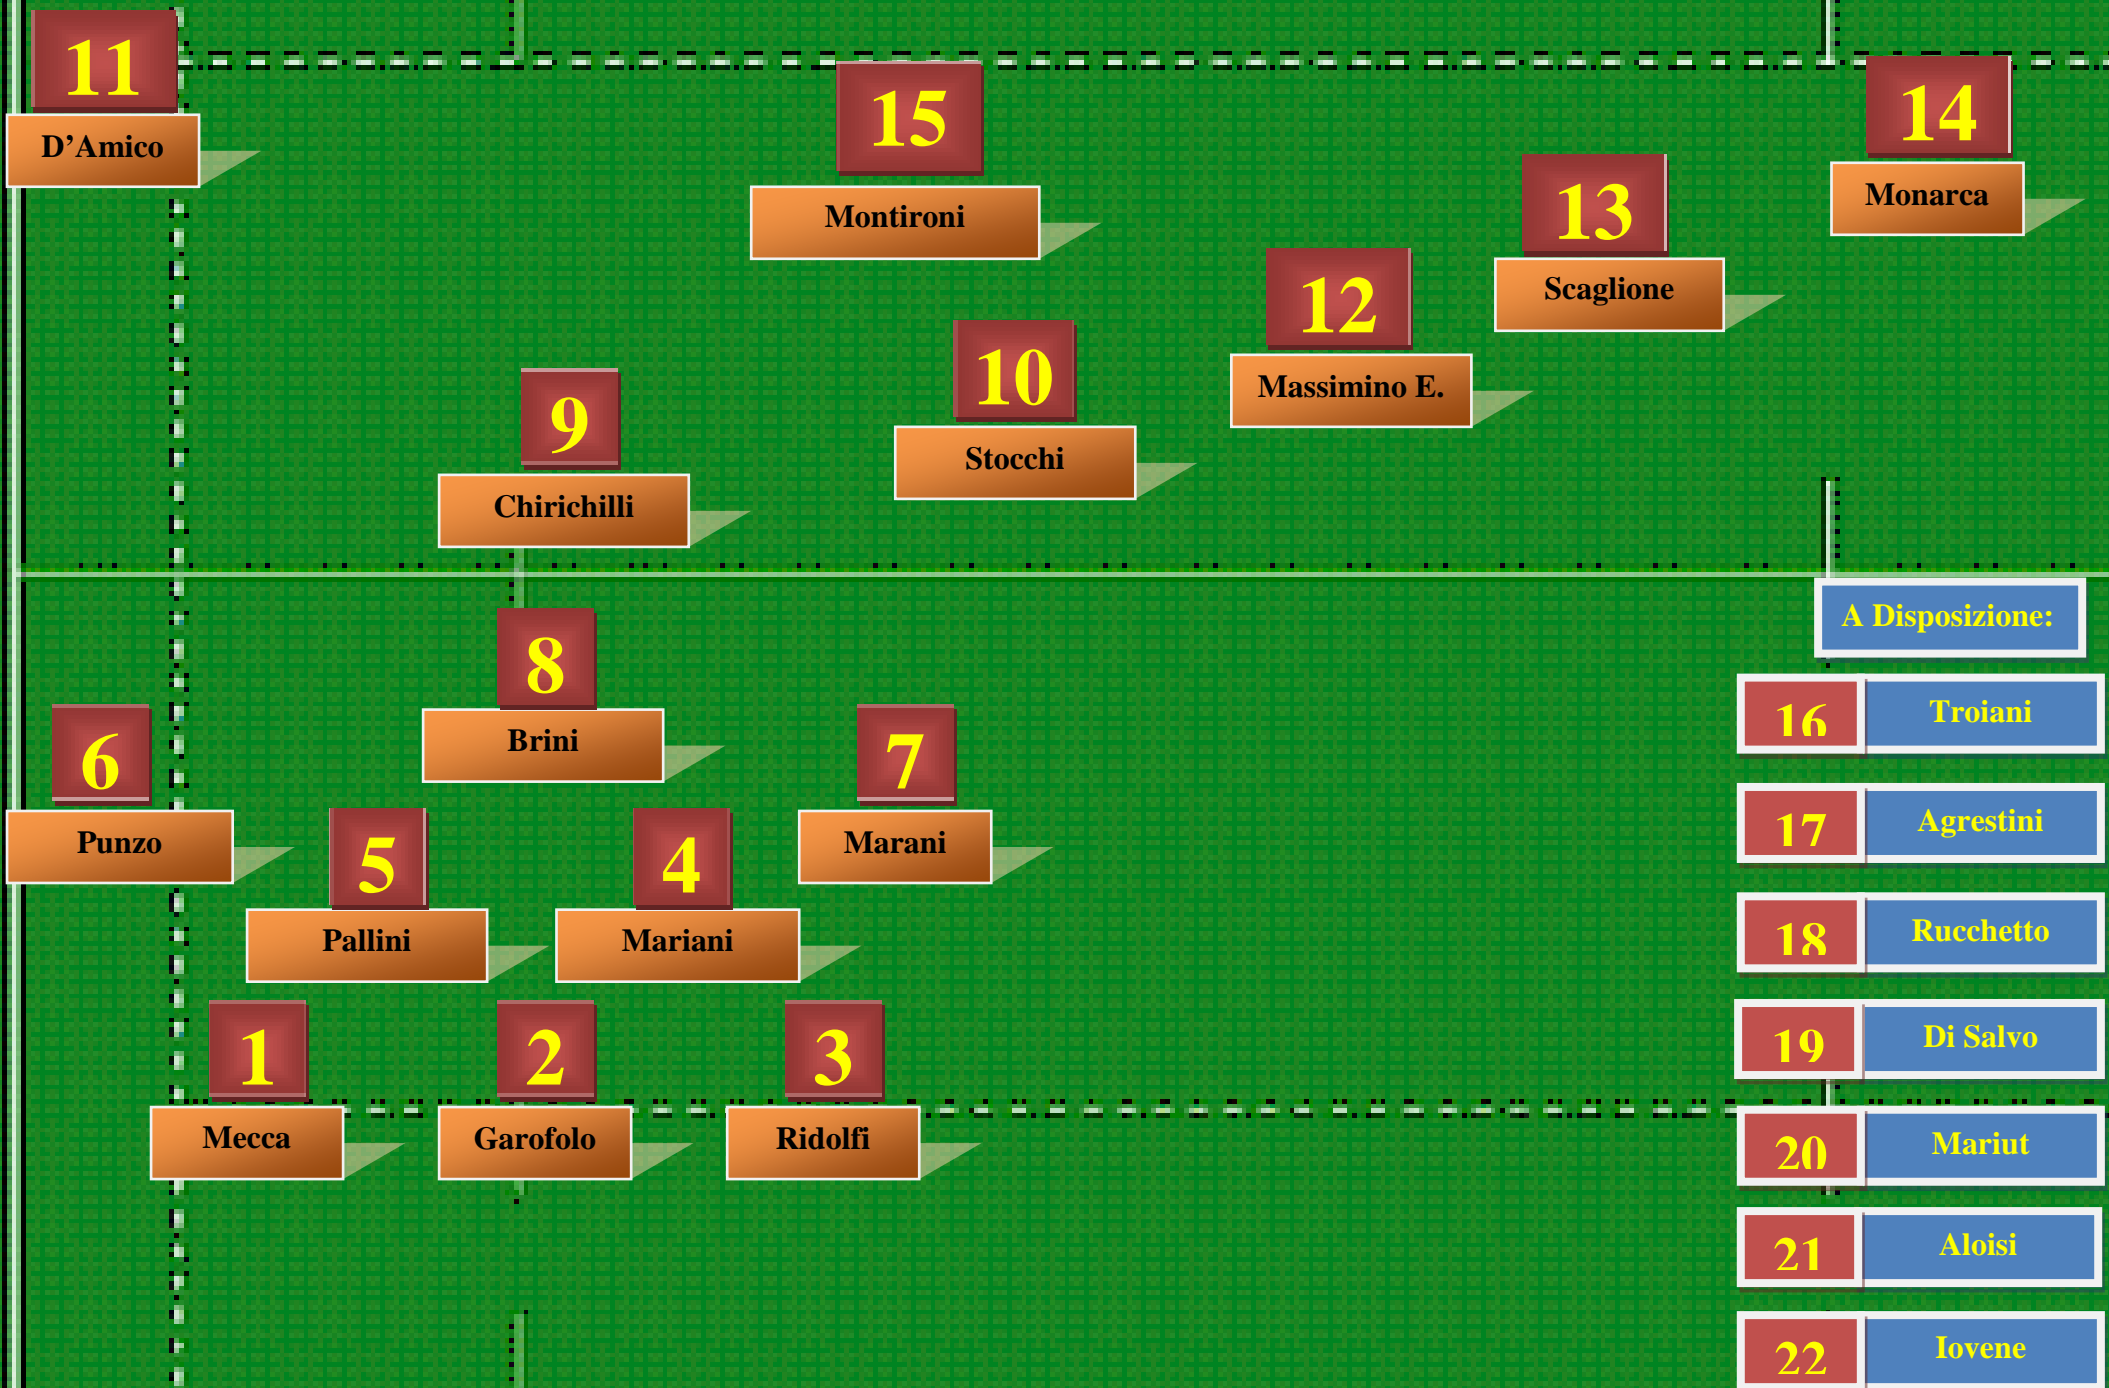 11
D’Amico
15
Montironi
14
Monarca
13
Scaglione
12
Massimino E.
10
Stocchi
9
Chirichilli
A Disposizione:
8
Brini
6
Punzo
7
Marani
5
Pallini
4
Mariani
1
Mecca
2
Garofolo
3
Ridolfi
16
Troiani
17
Agrestini
18
Rucchetto
19
Di Salvo
20
Mariut
21
Aloisi
22
Iovene